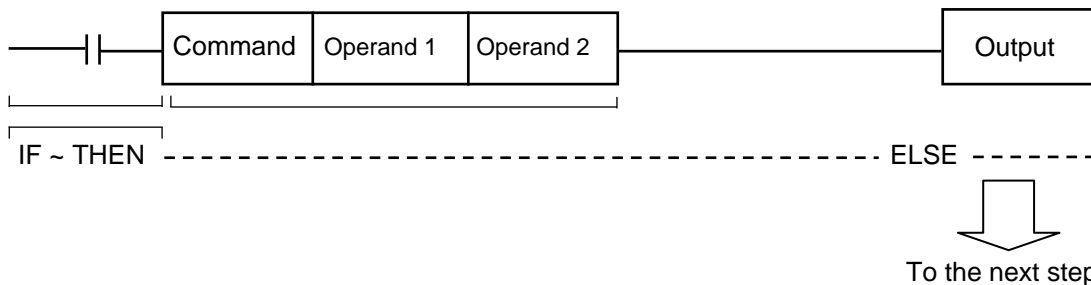 Command Operand 1 Operand 2 Output
IF ~ THEN ELSE
To the next step